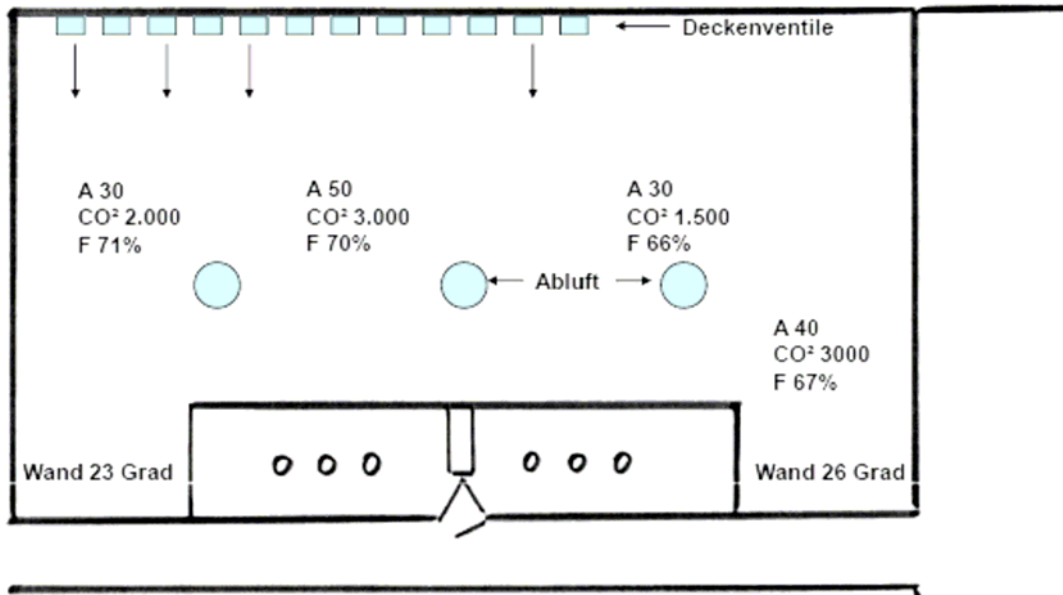 Deckenventile
A 30
CO² 2.000
F 71%
A 50
CO² 3.000
F 70%
A 30
CO² 1.500
F 66%
Abluft
A 40
CO² 3000
F 67%
Wand 23 Grad
Wand 26 Grad